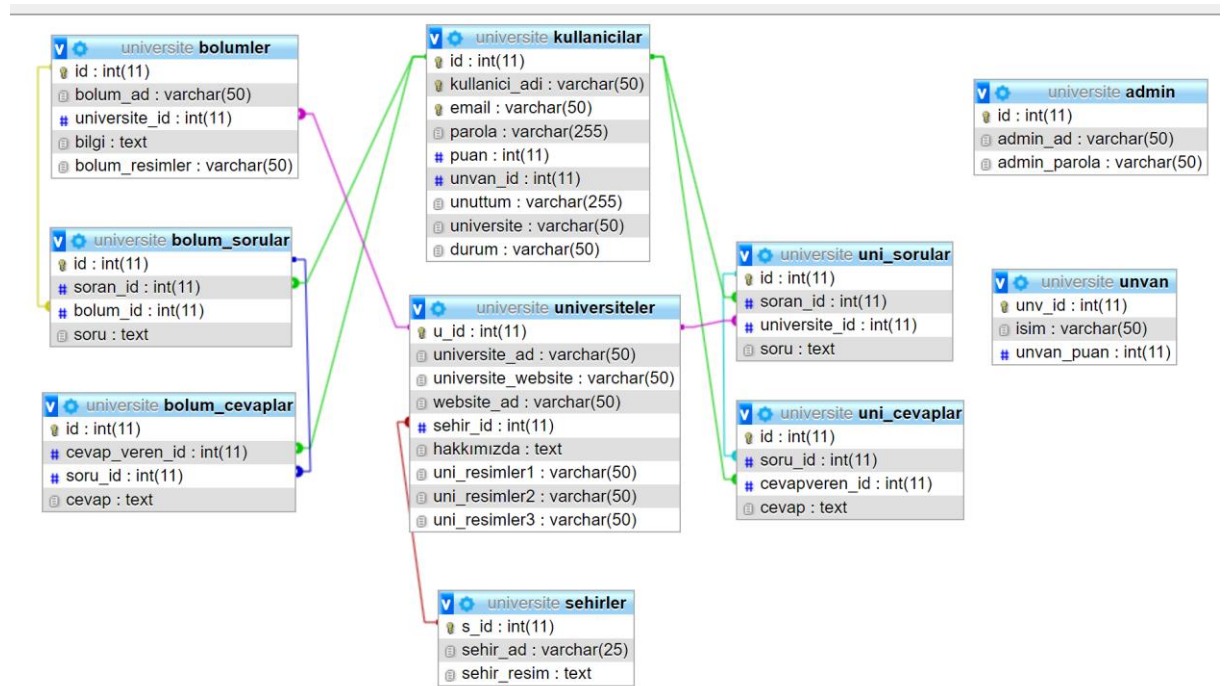 universite bolumler
id : int(11)
bolum_ad : varchar(50)
universite_id : int(11)
bilgi : text
bolum_resimler : varchar(50)
universite bolum_sorular
id : int(11)
soran_id : int(11)
bolum_id : int(11)
soru : text
universite bolum_cevaplar
id : int(11)
cevap_veren_id : int(11)
soru_id : int(11)
cevap : text
universite kullanicilar
id : int(11)
kullanici_adi : varchar(50)
email : varchar(50)
parola : varchar(255)
puan : int(11)
unvan_id : int(11)
unuttum : varchar(255)
universite : varchar(50)
durum : varchar(50)
universite universiteler
u_id : int(11)
universite_ad : varchar(50)
universite_website : varchar(50)
website_ad : varchar(50)
sehir_id : int(11)
hakkımızda : text
uni_resimler1 : varchar(50)
uni_resimler2 : varchar(50)
uni_resimler3 : varchar(50)
universite sehirler
s_id : int(11)
sehir_ad : varchar(25)
sehir_resim : text
universite uni_sorular
id : int(11)
soran_id : int(11)
universite_id : int(11)
soru : text
universite uni_cevaplar
id : int(11)
soru_id : int(11)
cevapveren_id : int(11)
cevap : text
universite admin
id : int(11)
admin_ad : varchar(50)
admin_parola : varchar(50)
universite unvan
unv_id : int(11)
isim : varchar(50)
unvan_puan : int(11)